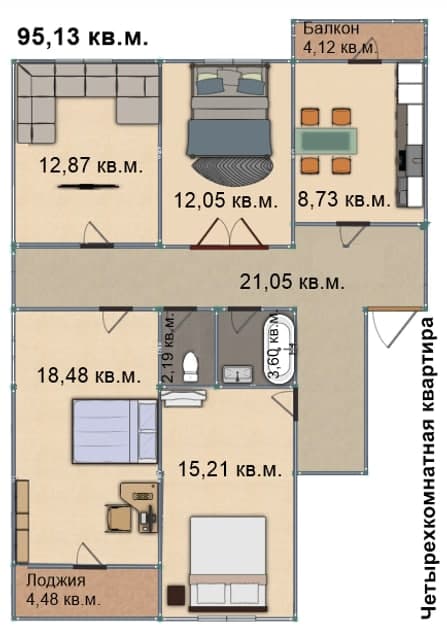 95,13 кв.м.
Балкон
4,12 кв.м.
12,87 кв.м.
12,05 кв.м.
8,73 кв.м.
21,05 кв.м.
18,48 кв.м.
2,19 кв.м.
3,60 кв.м.
15,21 кв.м.
Лоджия
4,48 кв.м.
Четырехкомнатная квартира